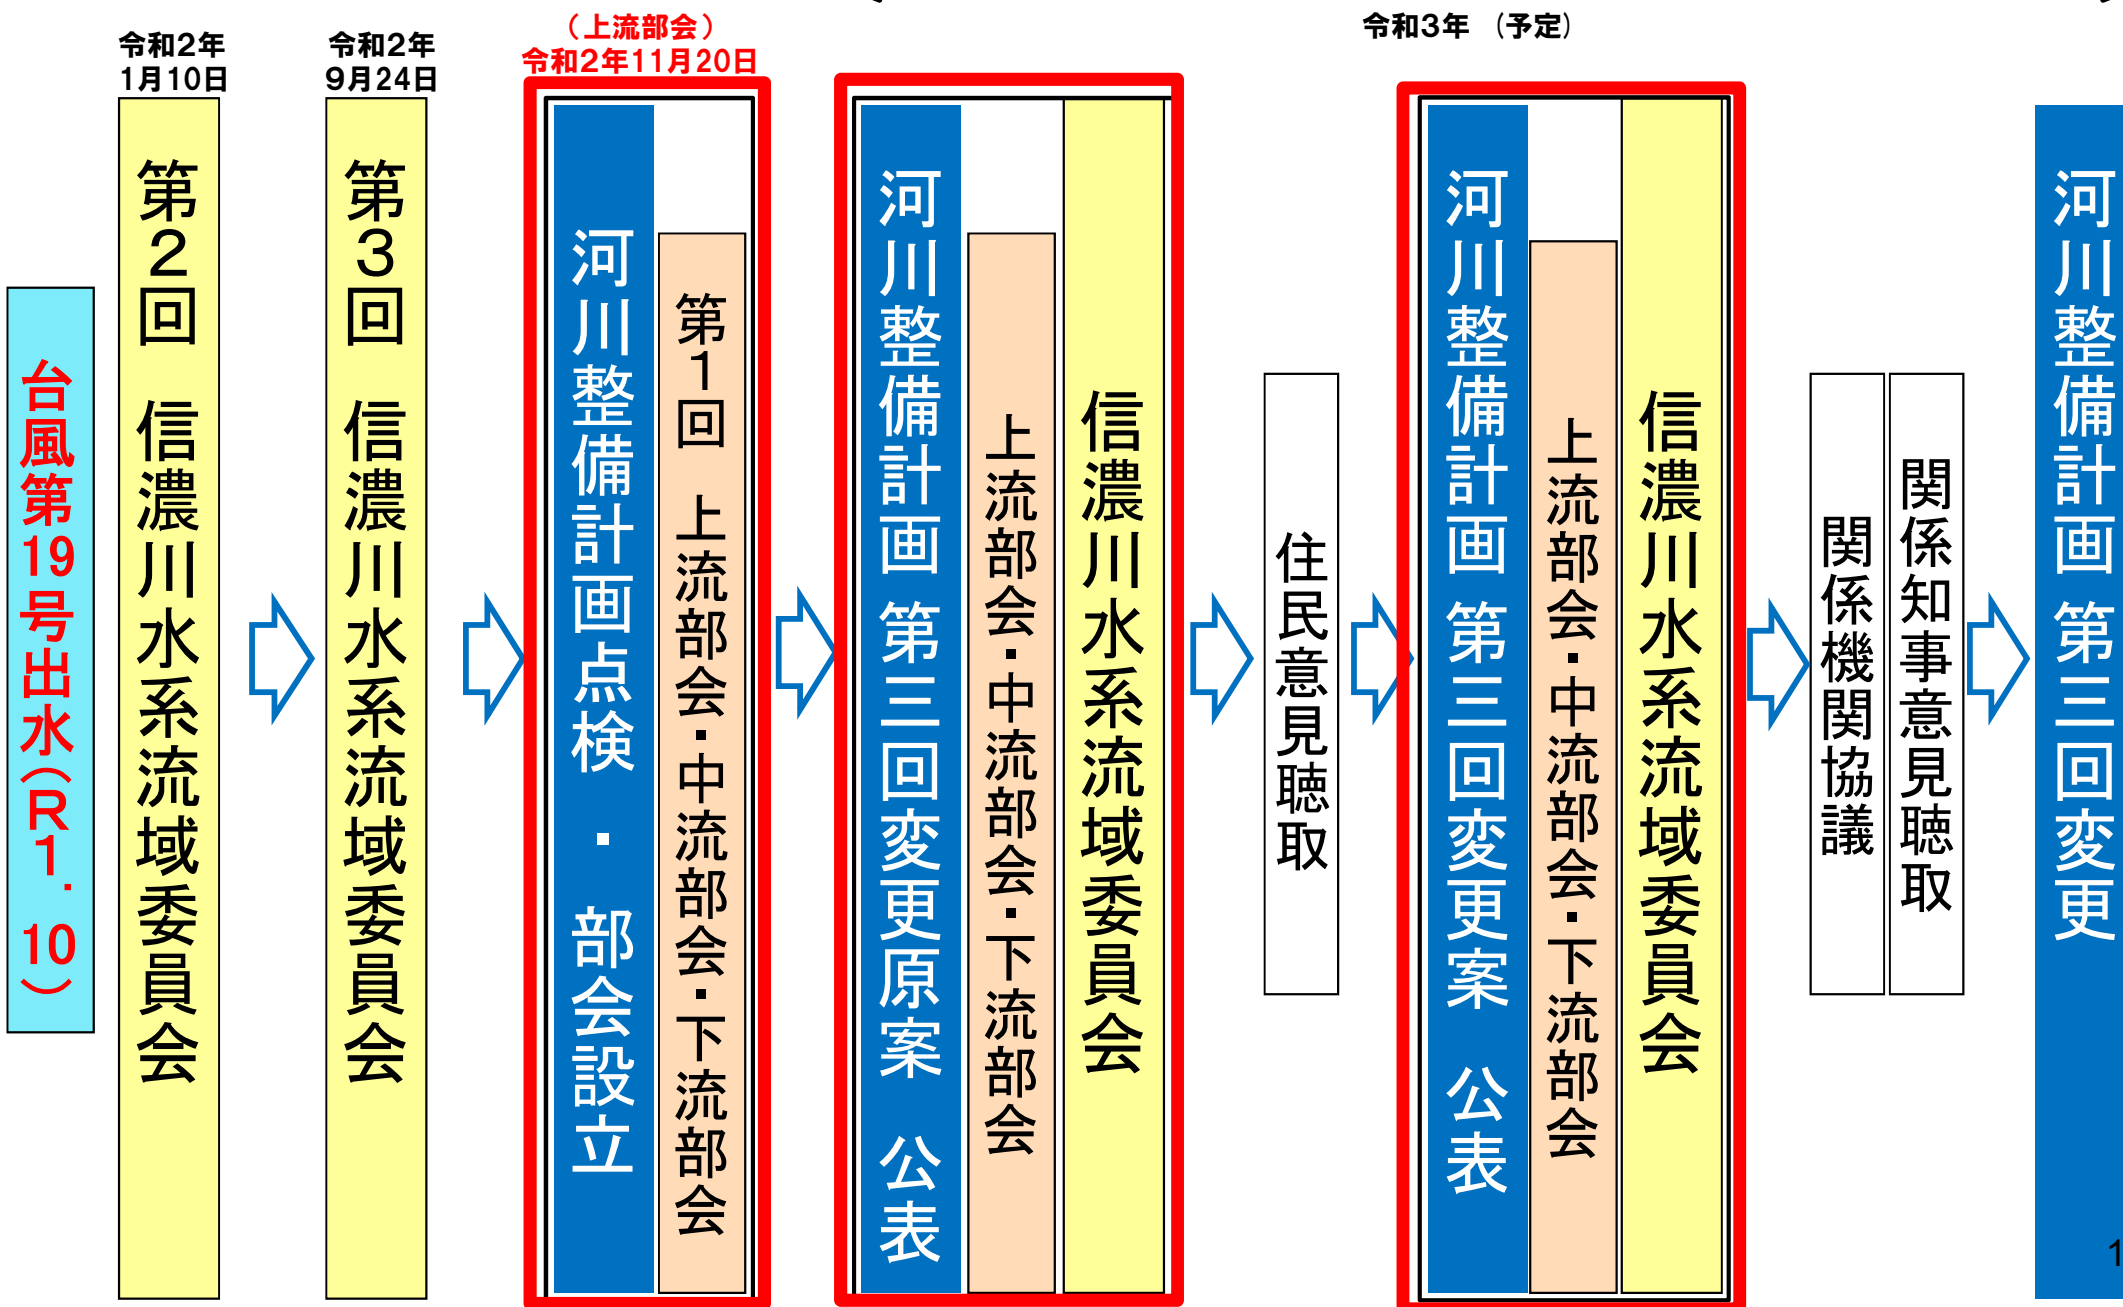 台風第19号出水（R1．10）
令和2年
1月10日
第2回　信濃川水系流域委員会
令和2年
9月24日
第3回　信濃川水系流域委員会
（上流部会）
令和2年11月20日
河川整備計画点検・部会設立
第1回　上流部会・中流部会・下流部会
河川整備計画 第三回変更原案 公表
上流部会・中流部会・下流部会
信濃川水系流域委員会
住民意見聴取
令和3年　(予定)
河川整備計画 第三回変更案 公表
上流部会・中流部会・下流部会
信濃川水系流域委員会
関係機関協議
関係知事意見聴取
河川整備計画 第三回変更
1